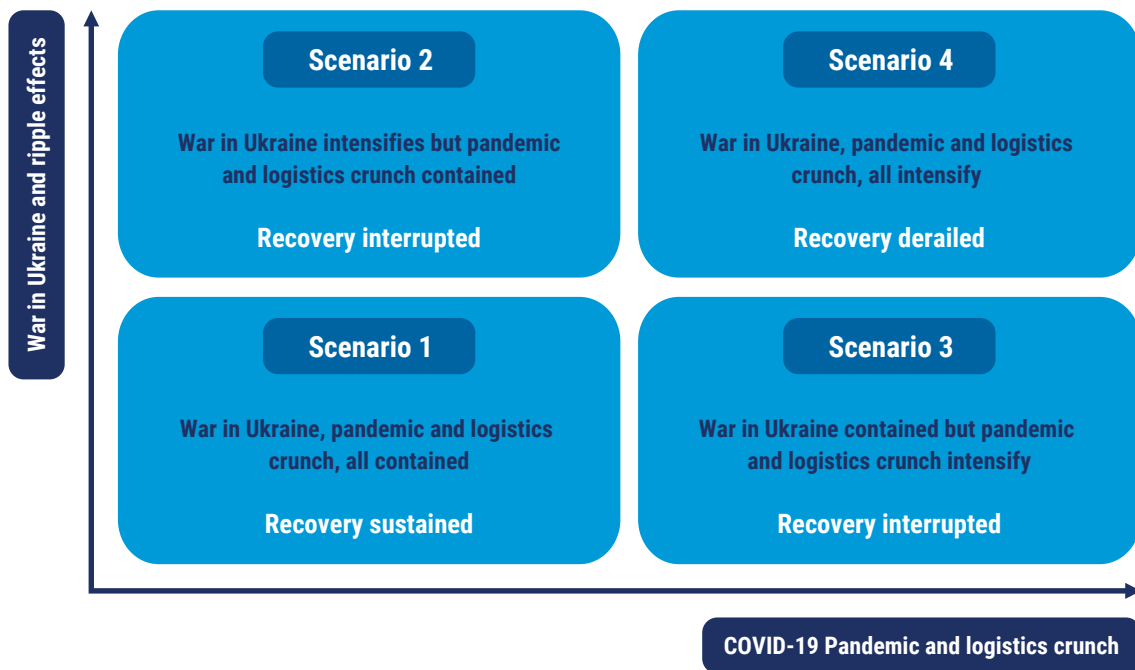 War in Ukraine and ripple effects
Scenario 2
War in Ukraine intensifies but pandemic
and logistics crunch contained
Recovery interrupted
Scenario 4
War in Ukraine, pandemic and logistics
crunch, all intensify
Recovery derailed
Scenario 1
War in Ukraine, pandemic and logistics
crunch, all contained
Recovery sustained
Scenario 3
War in Ukraine contained but pandemic
and logistics crunch intensify
Recovery interrupted
COVID-19 Pandemic and logistics crunch